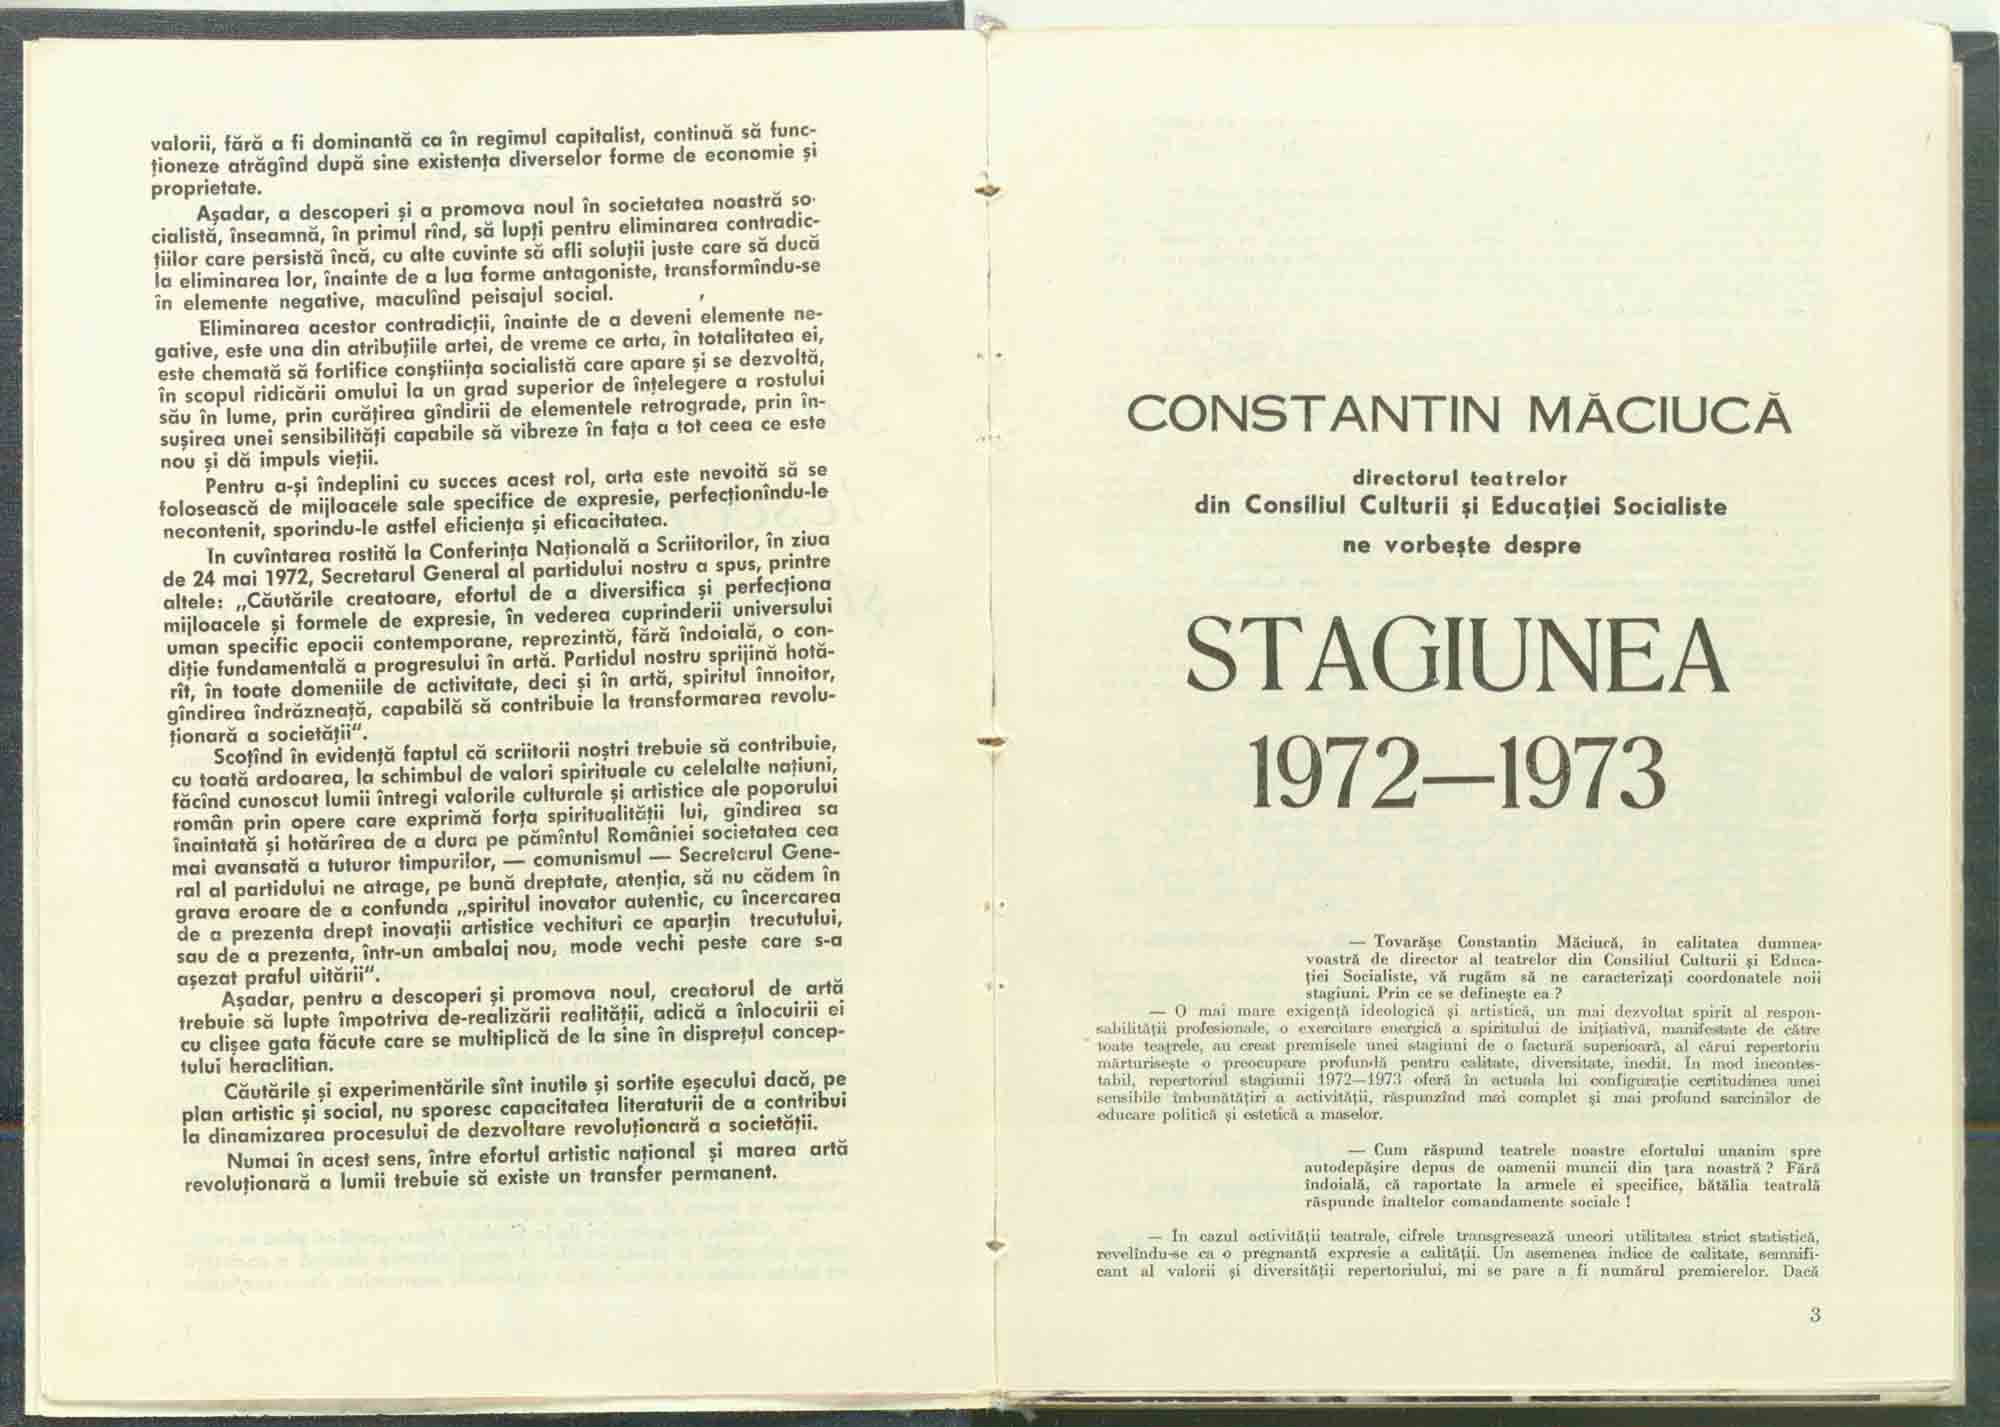 valorii, fără a fi dominantă ca în regimul capitalist, continuă să func-
ționeze atrăgînd după sine existența diverselor forme de economie și
proprietate.
Așadar, a descoperi și a promova noul în societatea noastră so-
cialistă, înseamnă, în primul rînd, să lupți pentru eliminarea contradic-
țiilor care persistă încă, cu alte cuvinte să afli soluții juste care să ducă
la eliminarea lor, înainte de a lua forme antagoniste, transformîndu-se
în elemente negative, maculînd peisajul social.
Eliminarea acestor contradicții, înainte de a deveni elemente ne-
gative, este una din atribuțiile artei, de vreme ce arta, în totalitatea ei,
este chemată să fortifice conștiința socialistă care apare și se dezvoltă,
în scopul ridicării omului la un grad superior de înțelegere a rostului
său în lume, prin curățirea gîndirii de elementele retrograde, prin în-
sușirea unei sensibilități capabile să vibreze în fața a tot ceea ce este
nou și dă impuls vieții.
Pentru a-și îndeplini cu succes acest rol, arta este nevoită să se
folosească de mijloacele sale specifice de expresie, perfecționîndu-le
necontenit, sporindu-le astfel eficiența și eficacitatea.
In cuvîntarea rostită la Conferința Națională a Scriitorilor, în ziua
de 24 mai 1972, Secretarul General al partidului nostru a spus, printre
altele: „Căutările creatoare, efortul de a diversifica și perfecționa
mijloacele și formele de expresie, în vederea cuprinderii universului
uman specific epocii contemporane, reprezintă, fără îndoială, o con-
diție fundamentală a progresului în artă. Partidul nostru sprijină hotă-
rît, în toate domeniile de activitate, deci și în artă, spiritul înnoitor,
gîndirea îndrăzneață, capabilă să contribuie la transformarea revolu-
ționară a societății".
Scoțînd în evidență faptul că scriitorii noștri trebuie să contribuie,
cu toată ardoarea, la schimbul de valori spirituale cu celelalte națiuni,
făcînd cunoscut lumii întregi valorile culturale și artistice ale poporului
român prin opere care exprimă forța spiritualității lui, gîndirea sa
înaintată și hotărîrea de a dura pe pămîntul României societatea cea
mai avansată a tuturor timpurilor, — comunismul — Secretarul Gene-
ral al partidului ne atrage, pe bună dreptate, atenția, să nu cădem în
grava eroare de a confunda „spiritul inovator autentic, cu încercarea
de a prezenta drept inovații artistice vechituri ce aparțin trecutului,
sau de a prezenta, într-un ambalaj nou, mode vechi peste care s-a
așezat praful uitării".
Așadar, pentru a descoperi și promova noul, creatorul de artă
trebuie să lupte împotriva de-realizării realității, adică a înlocuirii ei
cu clișee gata făcute care se multiplică de la sine în disprețul concep-
tului heraclitian.
Căutările și experimentările sînt inutile și sortite eșecului dacă, pe
plan artistic și social, nu sporesc capacitatea literaturii de a contribui
la dinamizarea procesului de dezvoltare revoluționară a societății.
Numai în acest sens, între efortul artistic național și marea artă
revoluționară a lumii trebuie să existe un transfer permanent.
CONSTANTIN MĂCIUCĂ
directorul teatrelor
din Consiliul Culturii și Educației Socialiste
ne vorbește despre
STAGIUNEA
1972—1973
— Tovarășe Constantin Măciucă, în calitatea dumnea-
voastră de director al teatrelor din Consiliul Culturii și Educa-
ției Socialiste, vă rugăm să ne caracterizați coordonatele noii
stagiuni. Prin ce se definește ea ?
— O mai mare exigență ideologică și artistică, un mai dezvoltat spirit al respon-
sabilității profesionale, o exercitare energică a spiritului de inițiativă, manifestate de către
toate teatrele, au creat premisele unei stagiuni de o factură superioară, al cărui repertoriu
mărturisește o preocupare profundă pentru calitate, diversitate, inedit. In mod incontes-
tabil, repertoriul stagiunii 1972—1973 oferă în actuala lui configurație certitudinea unei
sensibile îmbunătățiri a activității, răspunzînd mai complet și mai profund sarcinilor de
educare politică și estetică a maselor.
— Cum răspund teatrele noastre efortului unanim spre
autodepășire depus de oamenii muncii din țara noastră ? Fără
îndoială, că raportate la armele ei specifice, bătălia teatrală
răspunde înaltelor comandamente sociale !
— În cazul activității teatrale, cifrele transgresează uneori utilitatea strict statistică,
revelîndu-se ca o pregnantă expresie a calității. Un asemenea indice de calitate, semnifi-
cant al valorii și diversității repertoriului, mi se pare a fi numărul premierelor. Dacă
3